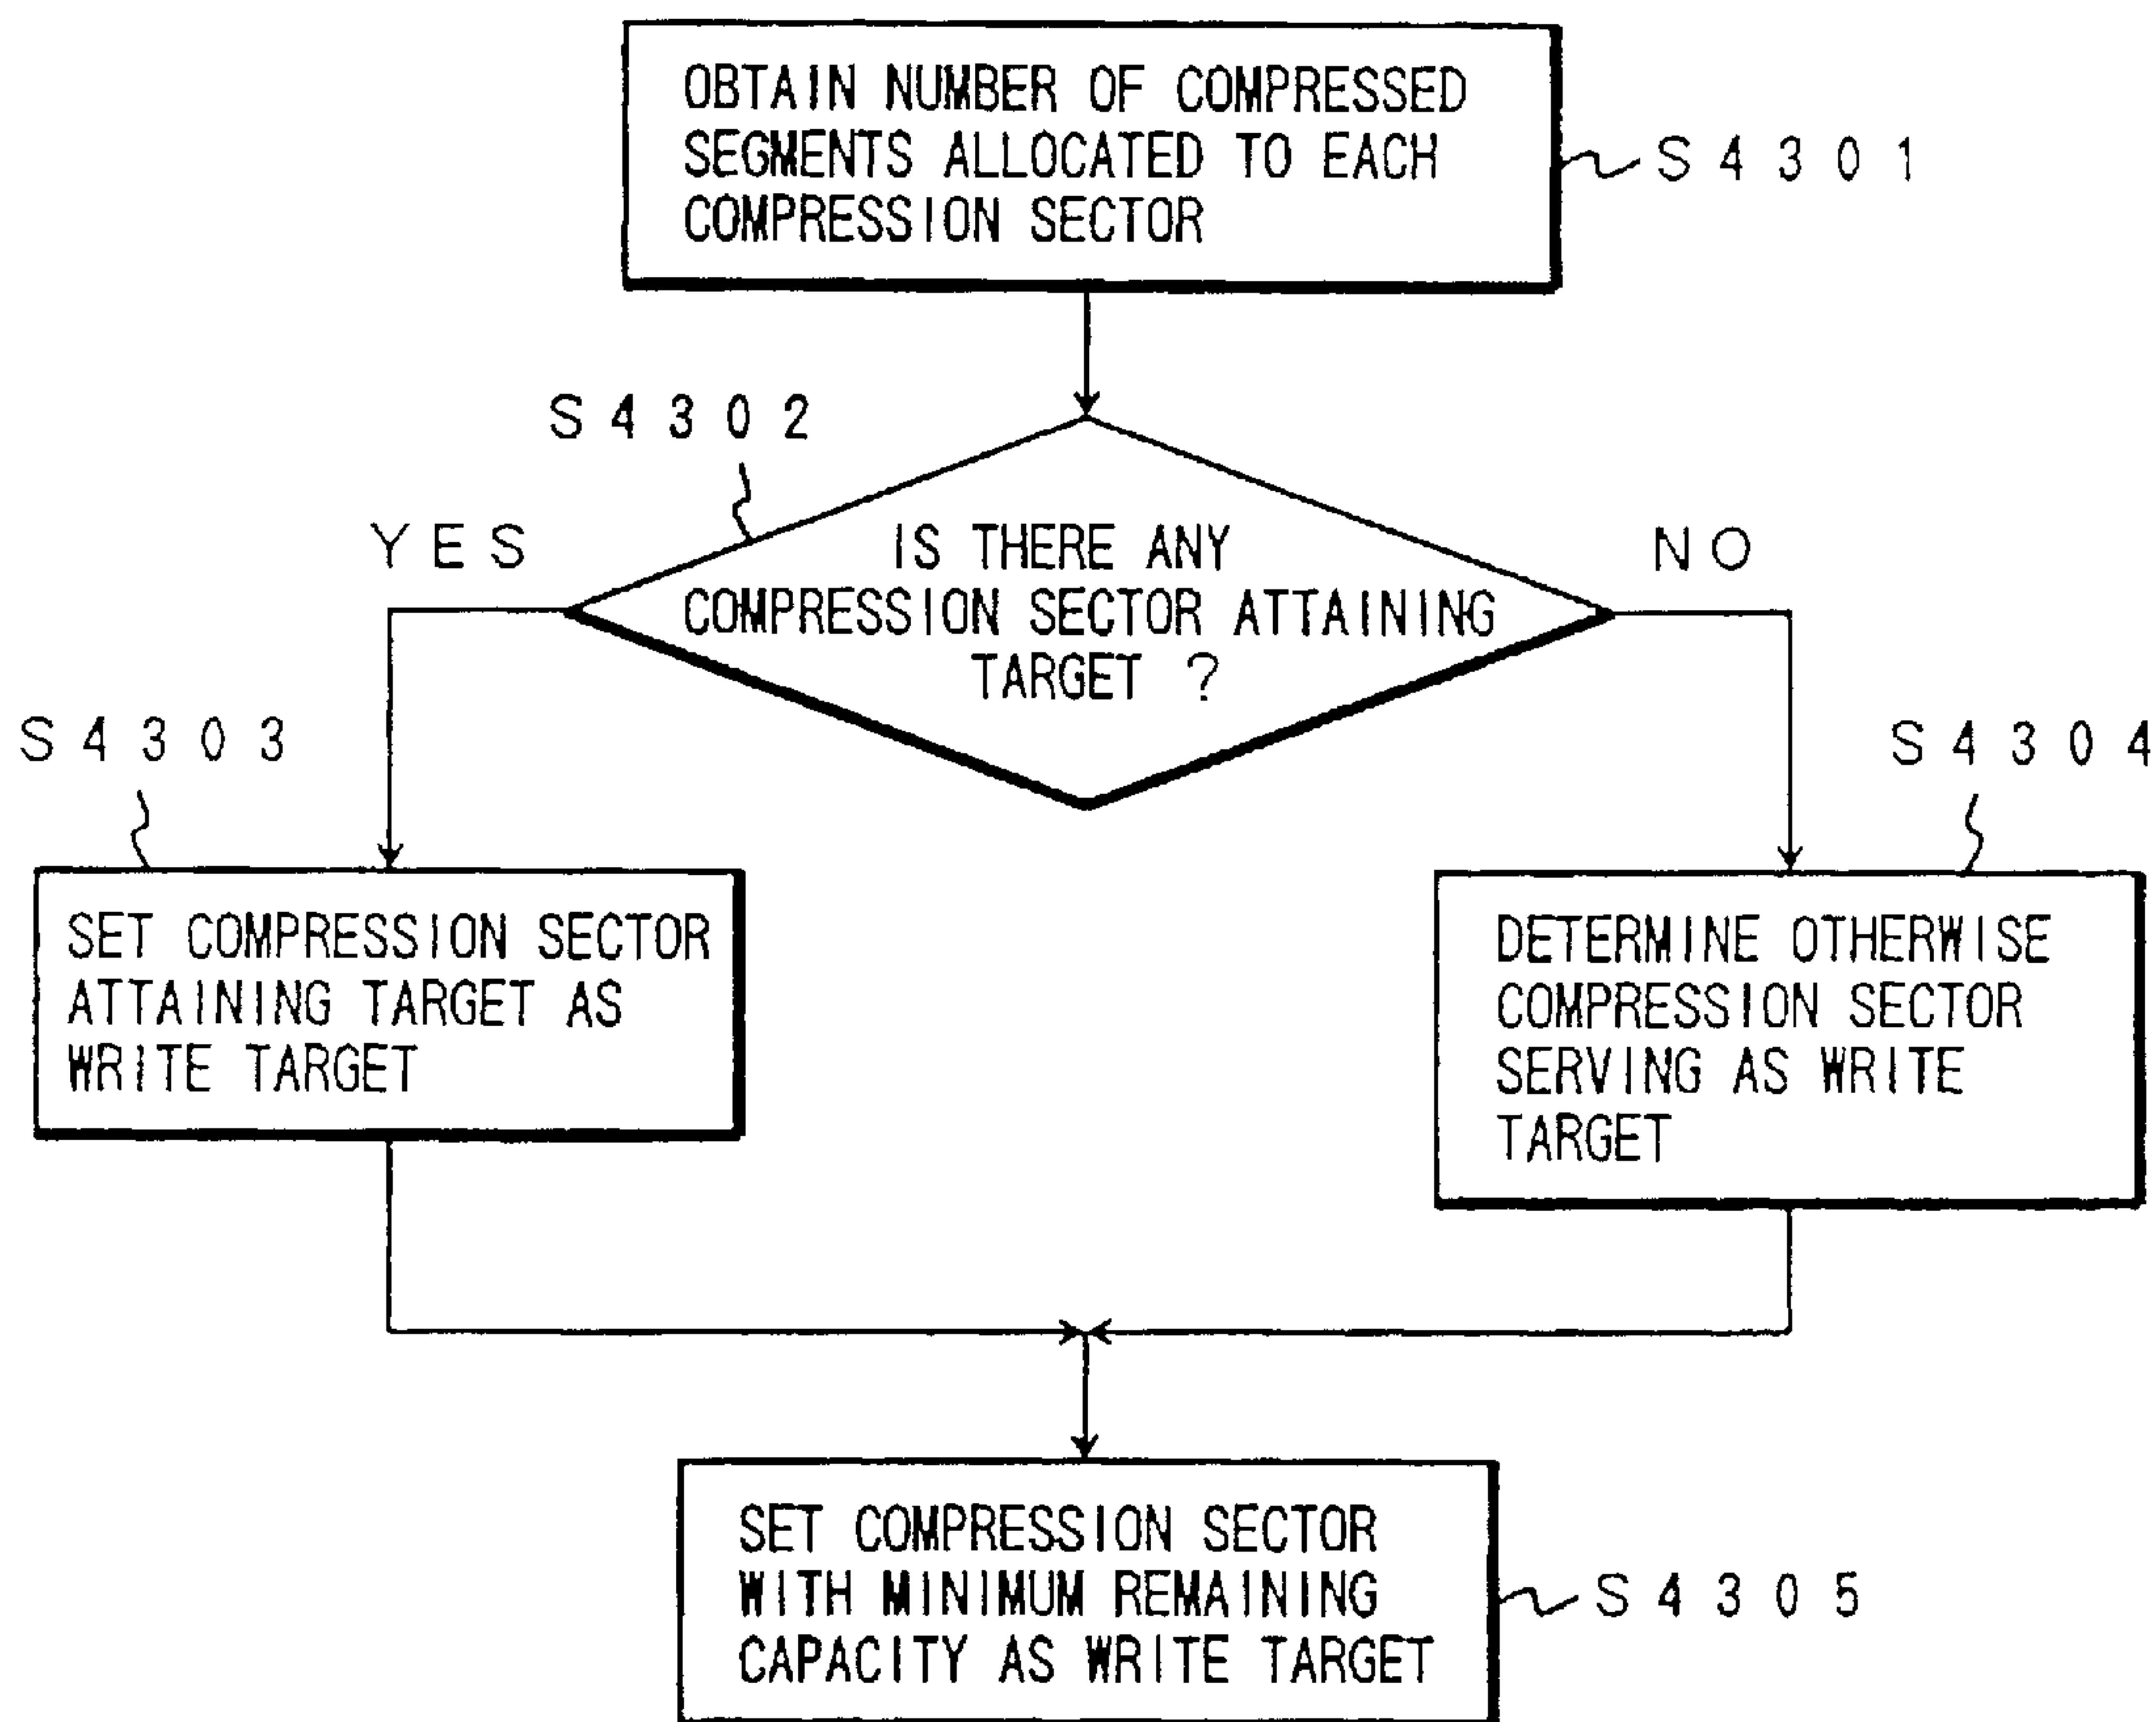 OBTAIN NUMBER OF COMPRESSED
SEGMENTS ALLOCATED TO EACH
COMPRESSION SECTOR
S4301
S4302
YES
IS THERE ANY
COMPRESSION SECTOR ATTAINING
TARGET ?
NO
S4303
S4304
SET COMPRESSION SECTOR
ATTAINING TARGET AS
WRITE TARGET
DETERMINE OTHERWISE
COMPRESSION SECTOR
SERVING AS WRITE
TARGET
SET COMPRESSION SECTOR
WITH MINIMUM REMAINING
CAPACITY AS WRITE TARGET
S4305